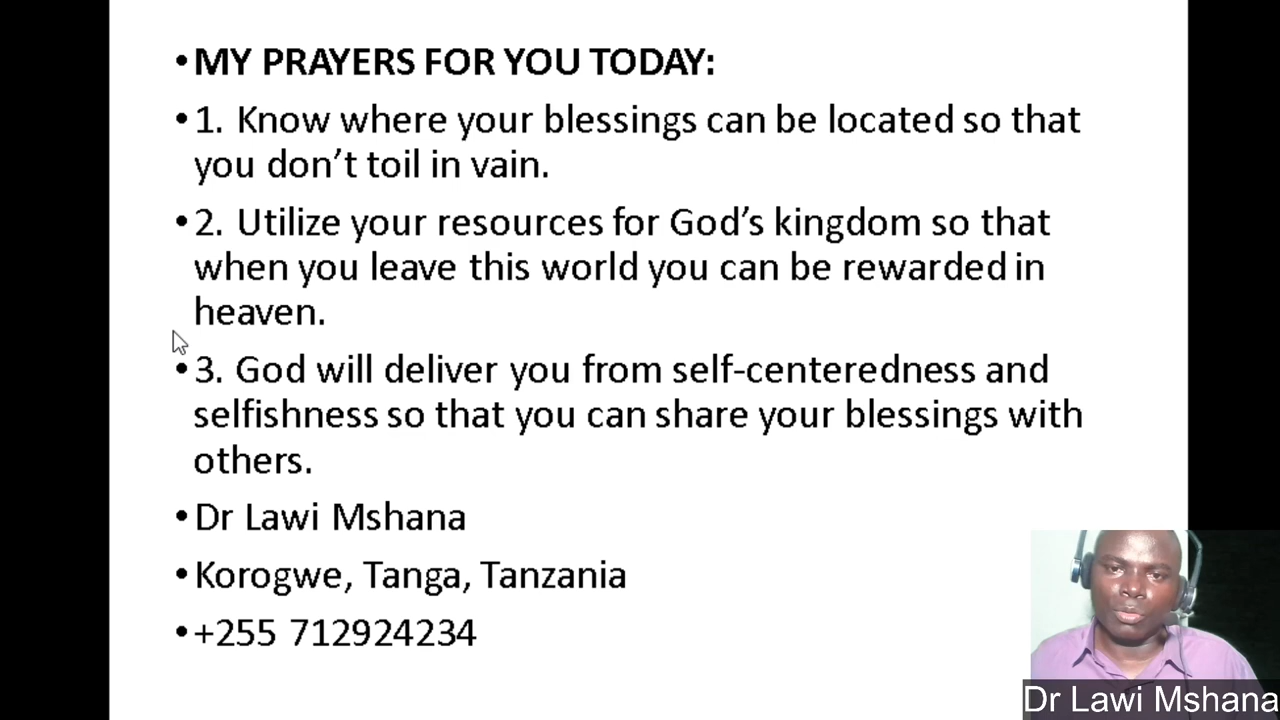 •MY PRAYERS FOR YOU TODAY:
•1. Know where your blessings can be located so that
you don’t toil in vain.
•2. Utilize your resources for God’s kingdom so that
when you leave this world you can be rewarded in
heaven.
•3. God will deliver you from self-centeredness and
selfishness so that you can share your blessings with
others.
•Dr Lawi Mshana
•Korogwe, Tanga, Tanzania
•+255 712924234
Dr Lawi Mshana